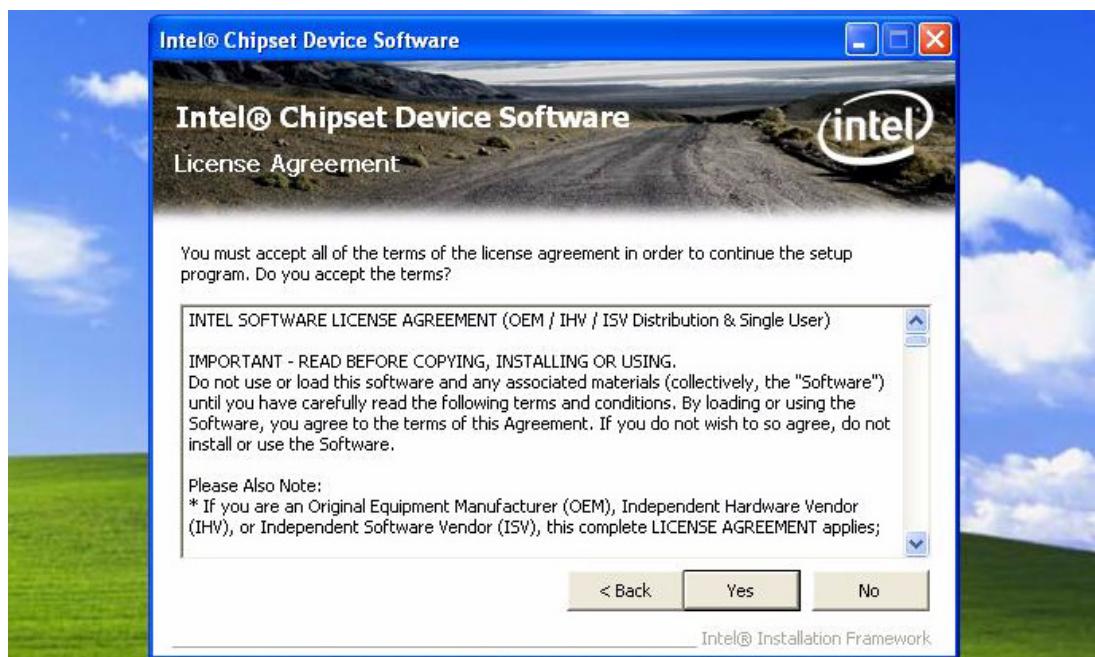 Intel® Chipset Device Software
Intel® Chipset Device Software
intel
License Agreement
You must accept all of the terms of the license agreement in order to continue the setup
program. Do you accept the terms?
INTEL SOFTWARE LICENSE AGREEMENT (OEM / IHV / ISV Distribution & Single User)
IMPORTANT - READ BEFORE COPYING, INSTALLING OR USING.
Do not use or load this software and any associated materials (collectively, the "Software")
until you have carefully read the following terms and conditions. By loading or using the
Software, you agree to the terms of this Agreement. If you do not wish to so agree, do not
install or use the Software.
Please Also Note:
* If you are an Original Equipment Manufacturer (OEM), Independent Hardware Vendor
(IHV), or Independent Software Vendor (ISV), this complete LICENSE AGREEMENT applies;
< Back Yes No
Intel® Installation Framework